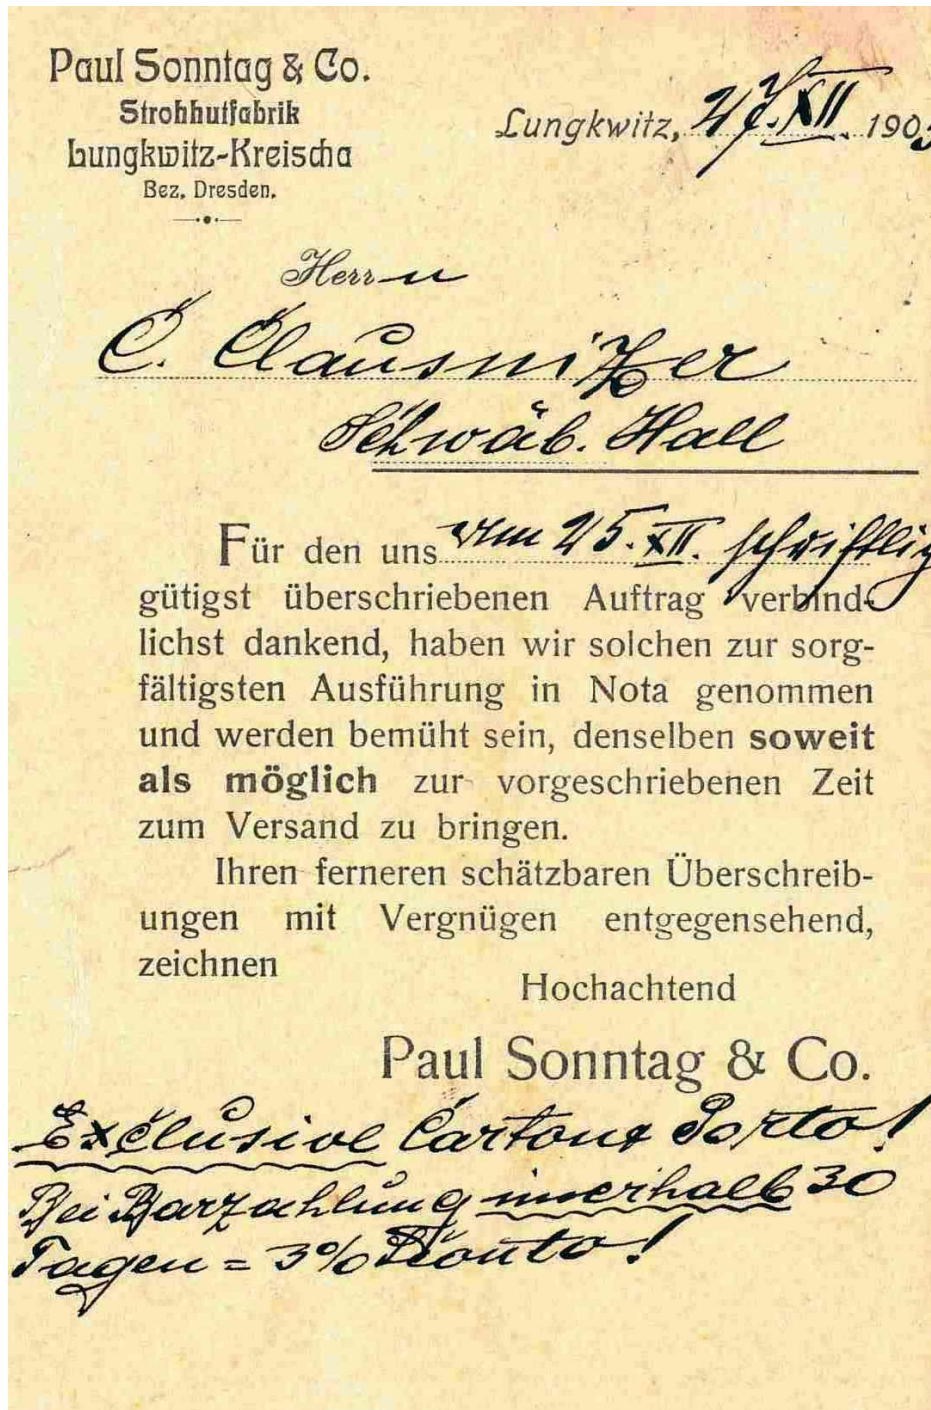 Paul Sonntag & Co.
Strohhutfabrik
Lungkwitz-Kreischa
Bez. Dresden.
Lungkwitz, 27. XII. 190
Herrn
C. Clausnitzer
Schwäb. Hall
Für den uns vom 25. XII. schriftlich
gütigst überschriebenen Auftrag verbind-
lichst dankend, haben wir solchen zur sorg-
fältigsten Ausführung in Nota genommen
und werden bemüht sein, denselben soweit
als möglich zur vorgeschriebenen Zeit
zum Versand zu bringen.
Ihren ferneren schätzbaren Überschreib-
ungen mit Vergnügen entgegensehend,
zeichnen
Hochachtend
Paul Sonntag & Co.
Exclusive Carton & Porto!
Bei Barzahlung innerhalb 30
Tagen = 3% Skonto!